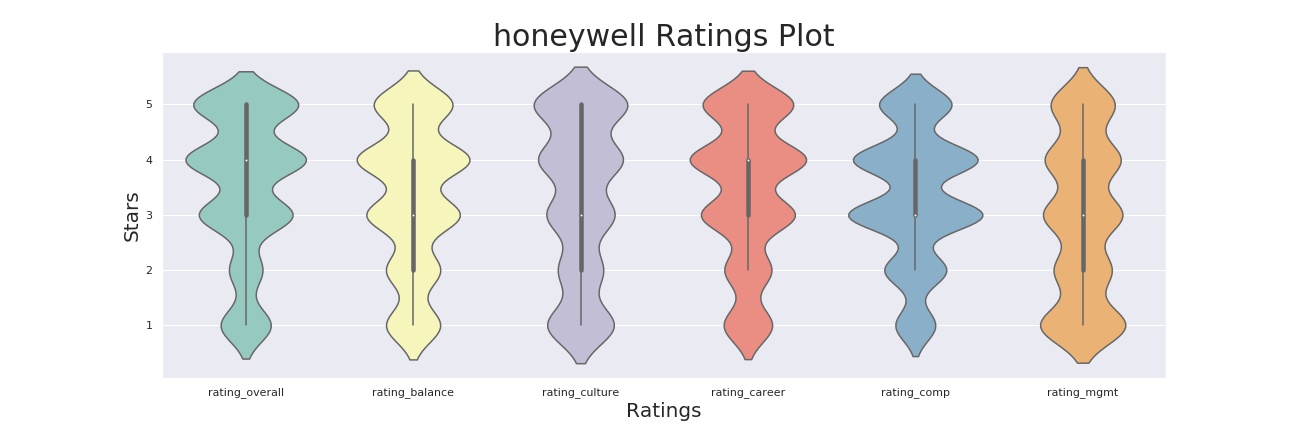 honeywell Ratings Plot
Stars
5
4
3
2
1
rating_overall rating_balance rating_culture rating_career rating_comp rating_mgmt
Ratings